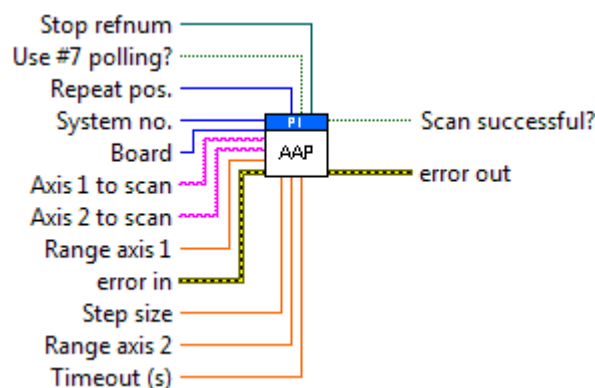 Stop refnum
Use #7 polling?
Repeat pos.
System no.
Board
Axis 1 to scan
Axis 2 to scan
Range axis 1
error in
Step size
Range axis 2
Timeout (s)
PI
AAP
Scan successful?
error out